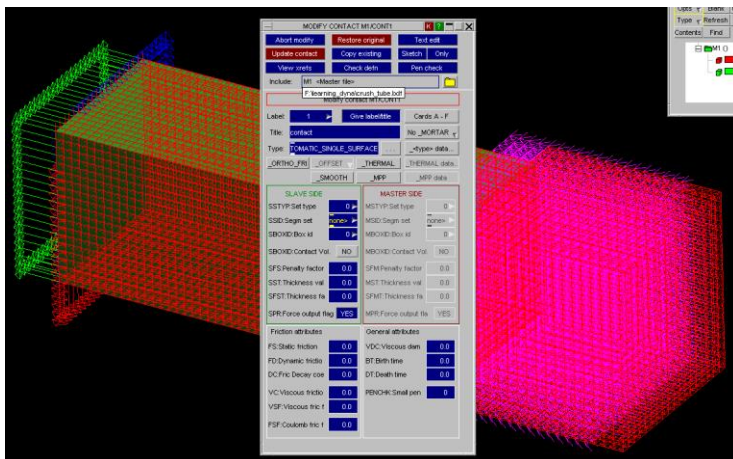 MODIFY CONTACT M1/CONT1
Abort modify Restore original Text edit
Update contact Copy existing Sketch Only
View xrefs Check defn Pen check
Include: M1 <Master file>
F:\learning_dyna\crush_tube.bdf
Modify contact M1/CONT1
Label: 1 Give label/title Cards A - F
Title: contact No _MORTAR
Type: TOMATIC_SINGLE_SURFACE ... _<type> data...
_ORTHO_FRI _OFFSET _THERMAL _THERMAL data..
_SMOOTH _MPP _MPP data
SLAVE SIDE MASTER SIDE
SSTYP:Set type 0 MSTYP:Set type 0
SSID:Segm set none> MSID:Segm set none>
SBOXID:Box id 0 MBOXID:Box id 0
SBOXID:Contact Vol. NO MBOXID:Contact Vol. NO
SFS:Penalty factor 0.0 SFM:Penalty factor 0.0
SST:Thickness val 0.0 MST:Thickness val 0.0
SFST:Thickness fa 0.0 SFMT:Thickness fa 0.0
SPR:Force output flag YES MPR:Force output fla YES
Friction attributes General attributes
FS:Static friction 0.0 VDC:Viscous dam 0.0
FD:Dynamic frictio 0.0 BT:Birth time 0.0
DC:Fric Decay coe 0.0 DT:Death time 0.0
VC:Viscous frictio 0.0 PENCHK:Small pen 0
VSF:Viscous fric f 0.0
FSF:Coulomb fric f 0.0
Opts Blank
Type Refresh
Contents Find
M1 ()